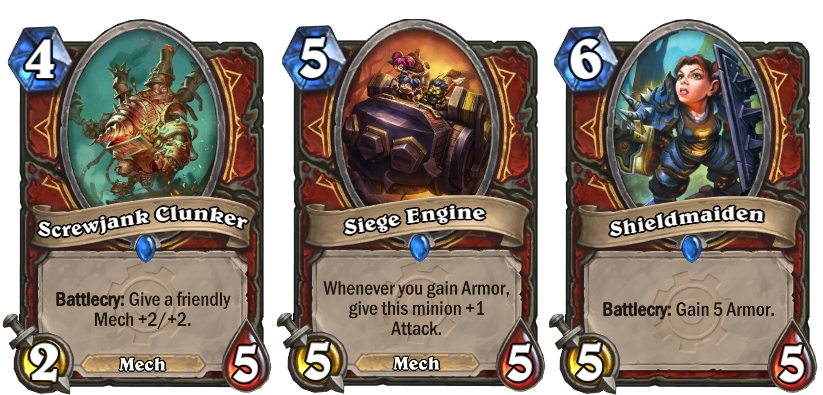 4
Screwjank Clunker
Battlecry: Give a friendly
Mech +2/+2.
2
Mech
5
5
Siege Engine
Whenever you gain Armor,
give this minion +1
Attack.
5
Mech
5
6
Shieldmaiden
Battlecry: Gain 5 Armor.
5
5